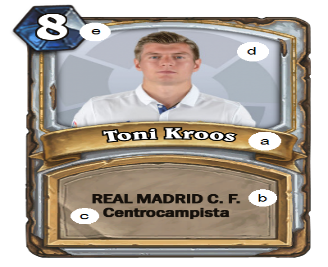 8
e
d
Toni Kroos
a
REAL MADRID C. F.
b
c
Centrocampista